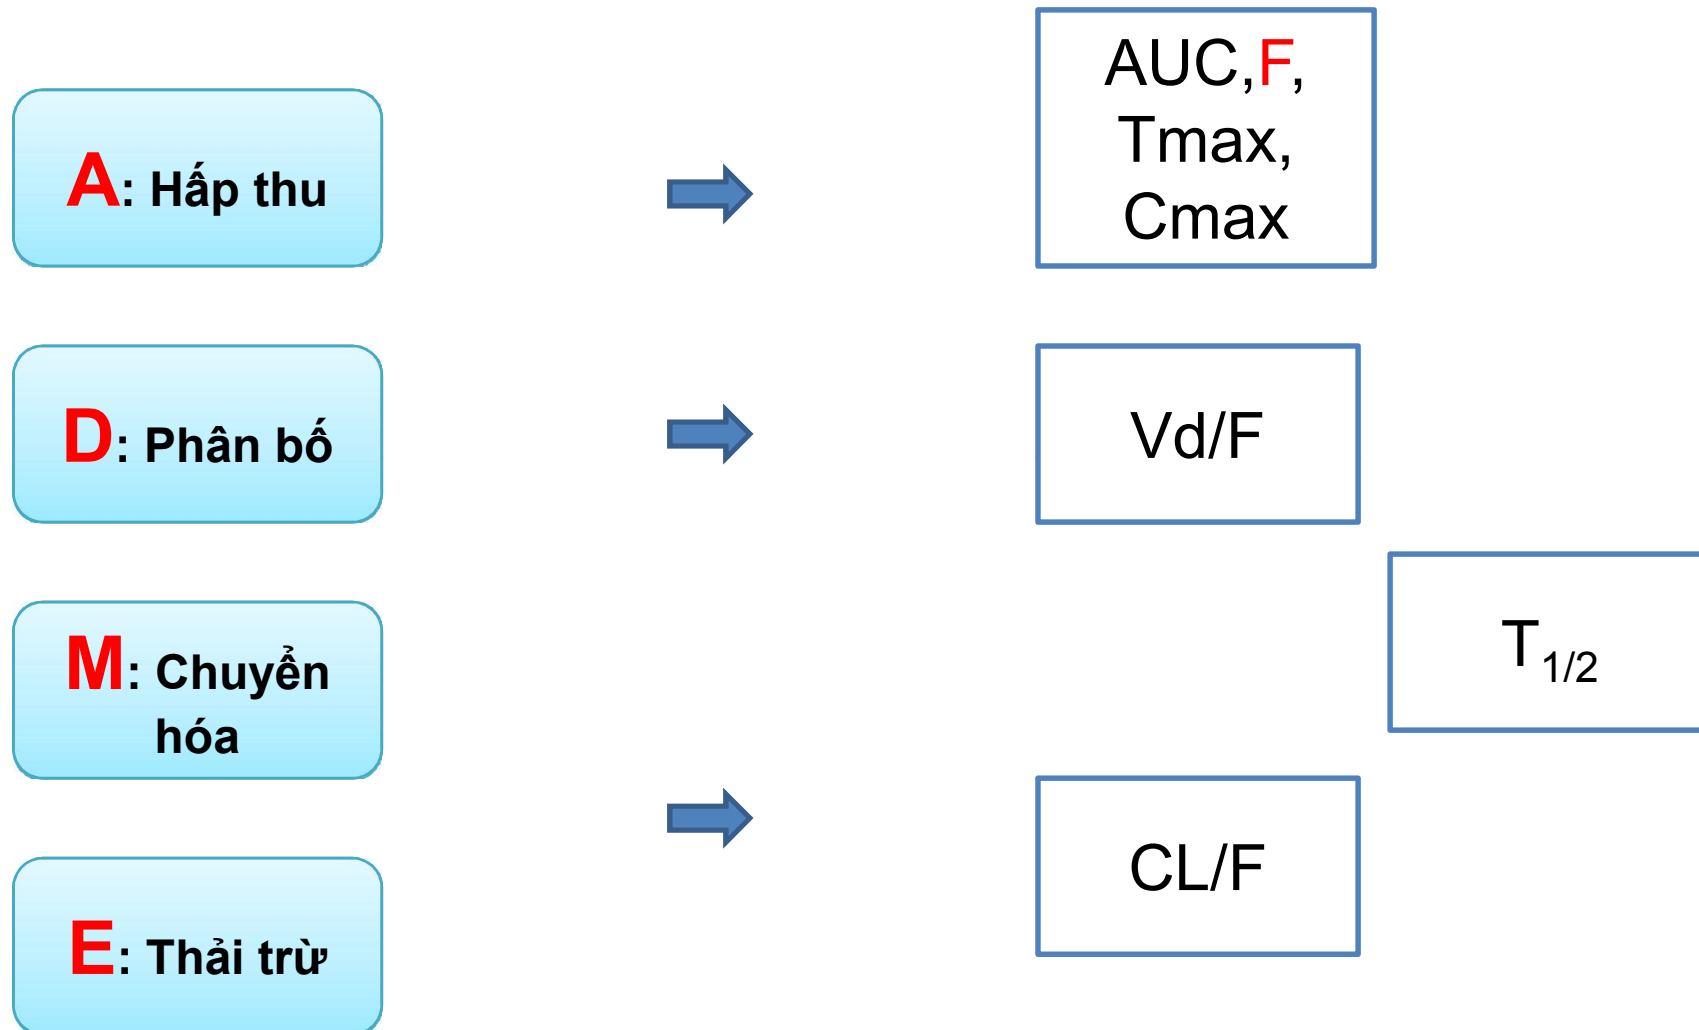 A: Hấp thu
AUC,F,
Tmax,
Cmax
D: Phân bố
Vd/F
M: Chuyển
hóa
T1/2
CL/F
E: Thải trừ